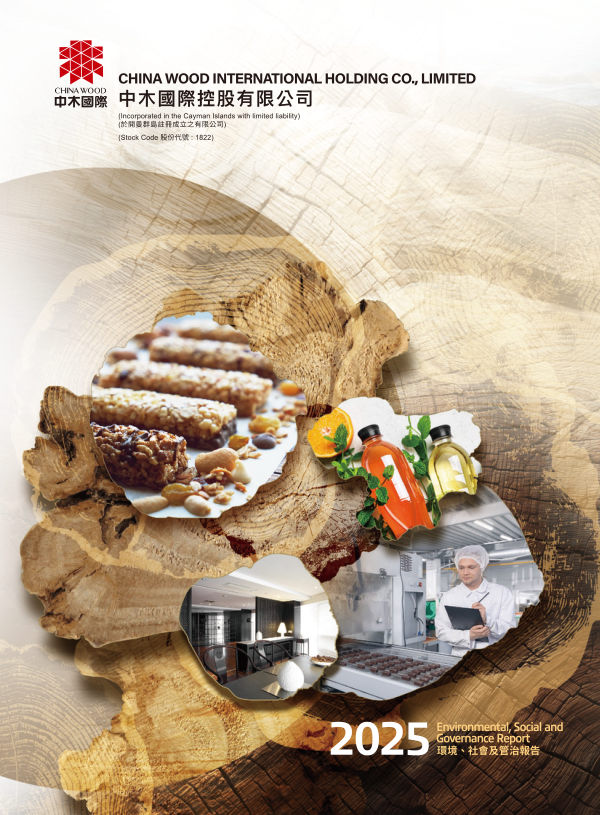 CHINA WOOD
中木國際
CHINA WOOD INTERNATIONAL HOLDING CO., LIMITED
中木國際控股有限公司
(Incorporated in the Cayman Islands with limited liability)
(於開曼群島註冊成立之有限公司)
(Stock Code 股份代號 : 1822)
2025
Environmental, Social and
Governance Report
環境、社會及管治報告